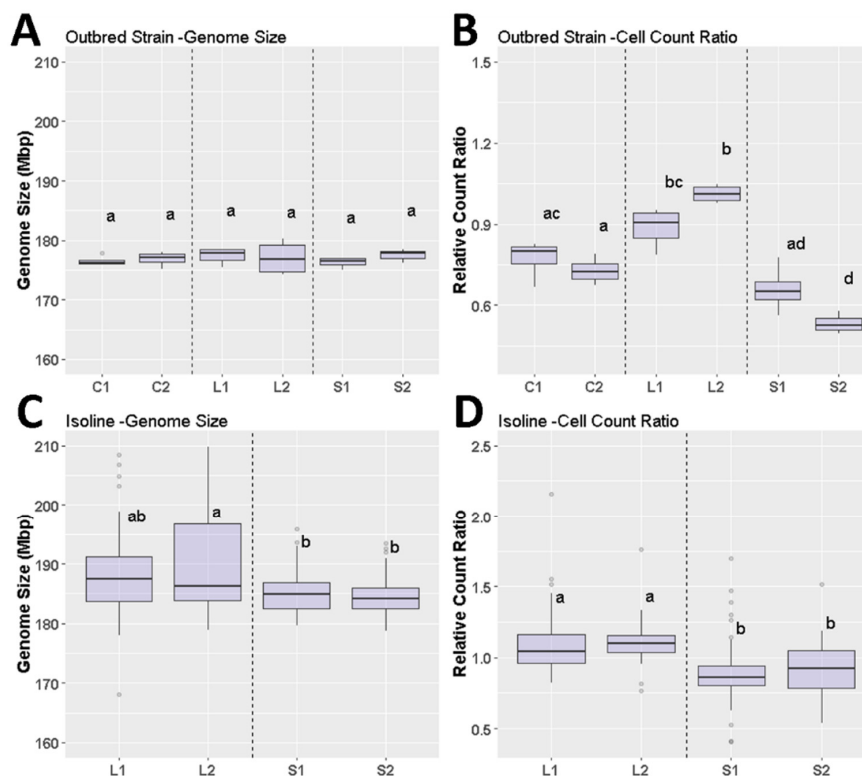 A
Outbred Strain -Genome Size
Genome Size (Mbp)
210
200
190
180
170
160
a a a a a a
C1 C2 L1 L2 S1 S2
B
Outbred Strain -Cell Count Ratio
Relative Count Ratio
1.5
1.2
0.9
0.6
ac a bc b ad d
C1 C2 L1 L2 S1 S2
C
Isoline -Genome Size
Genome Size (Mbp)
210
200
190
180
170
160
ab a b b
L1 L2 S1 S2
D
Isoline -Cell Count Ratio
Relative Count Ratio
2.5
2.0
1.5
1.0
0.5
a a b b
L1 L2 S1 S2